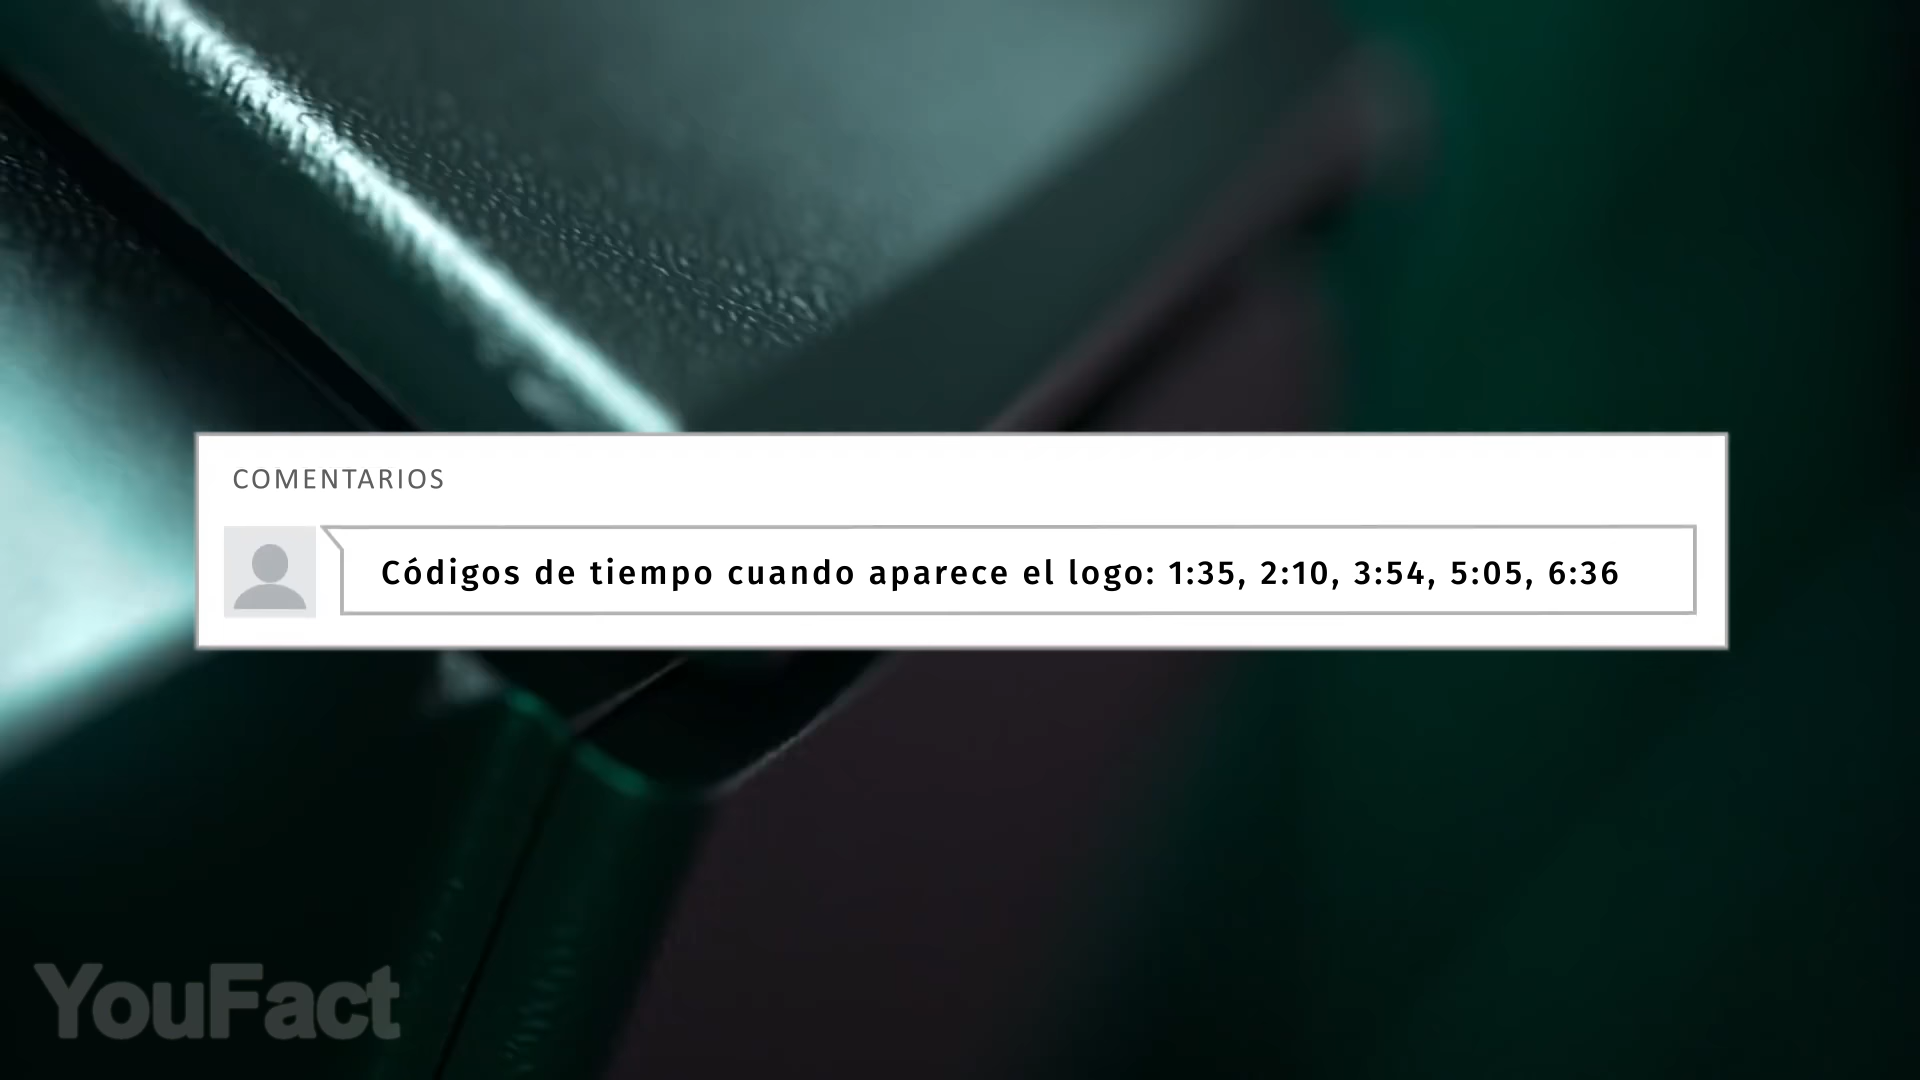 COMENTARIOS
Códigos de tiempo cuando aparece el logo: 1:35, 2:10, 3:54, 5:05, 6:36
YouFact